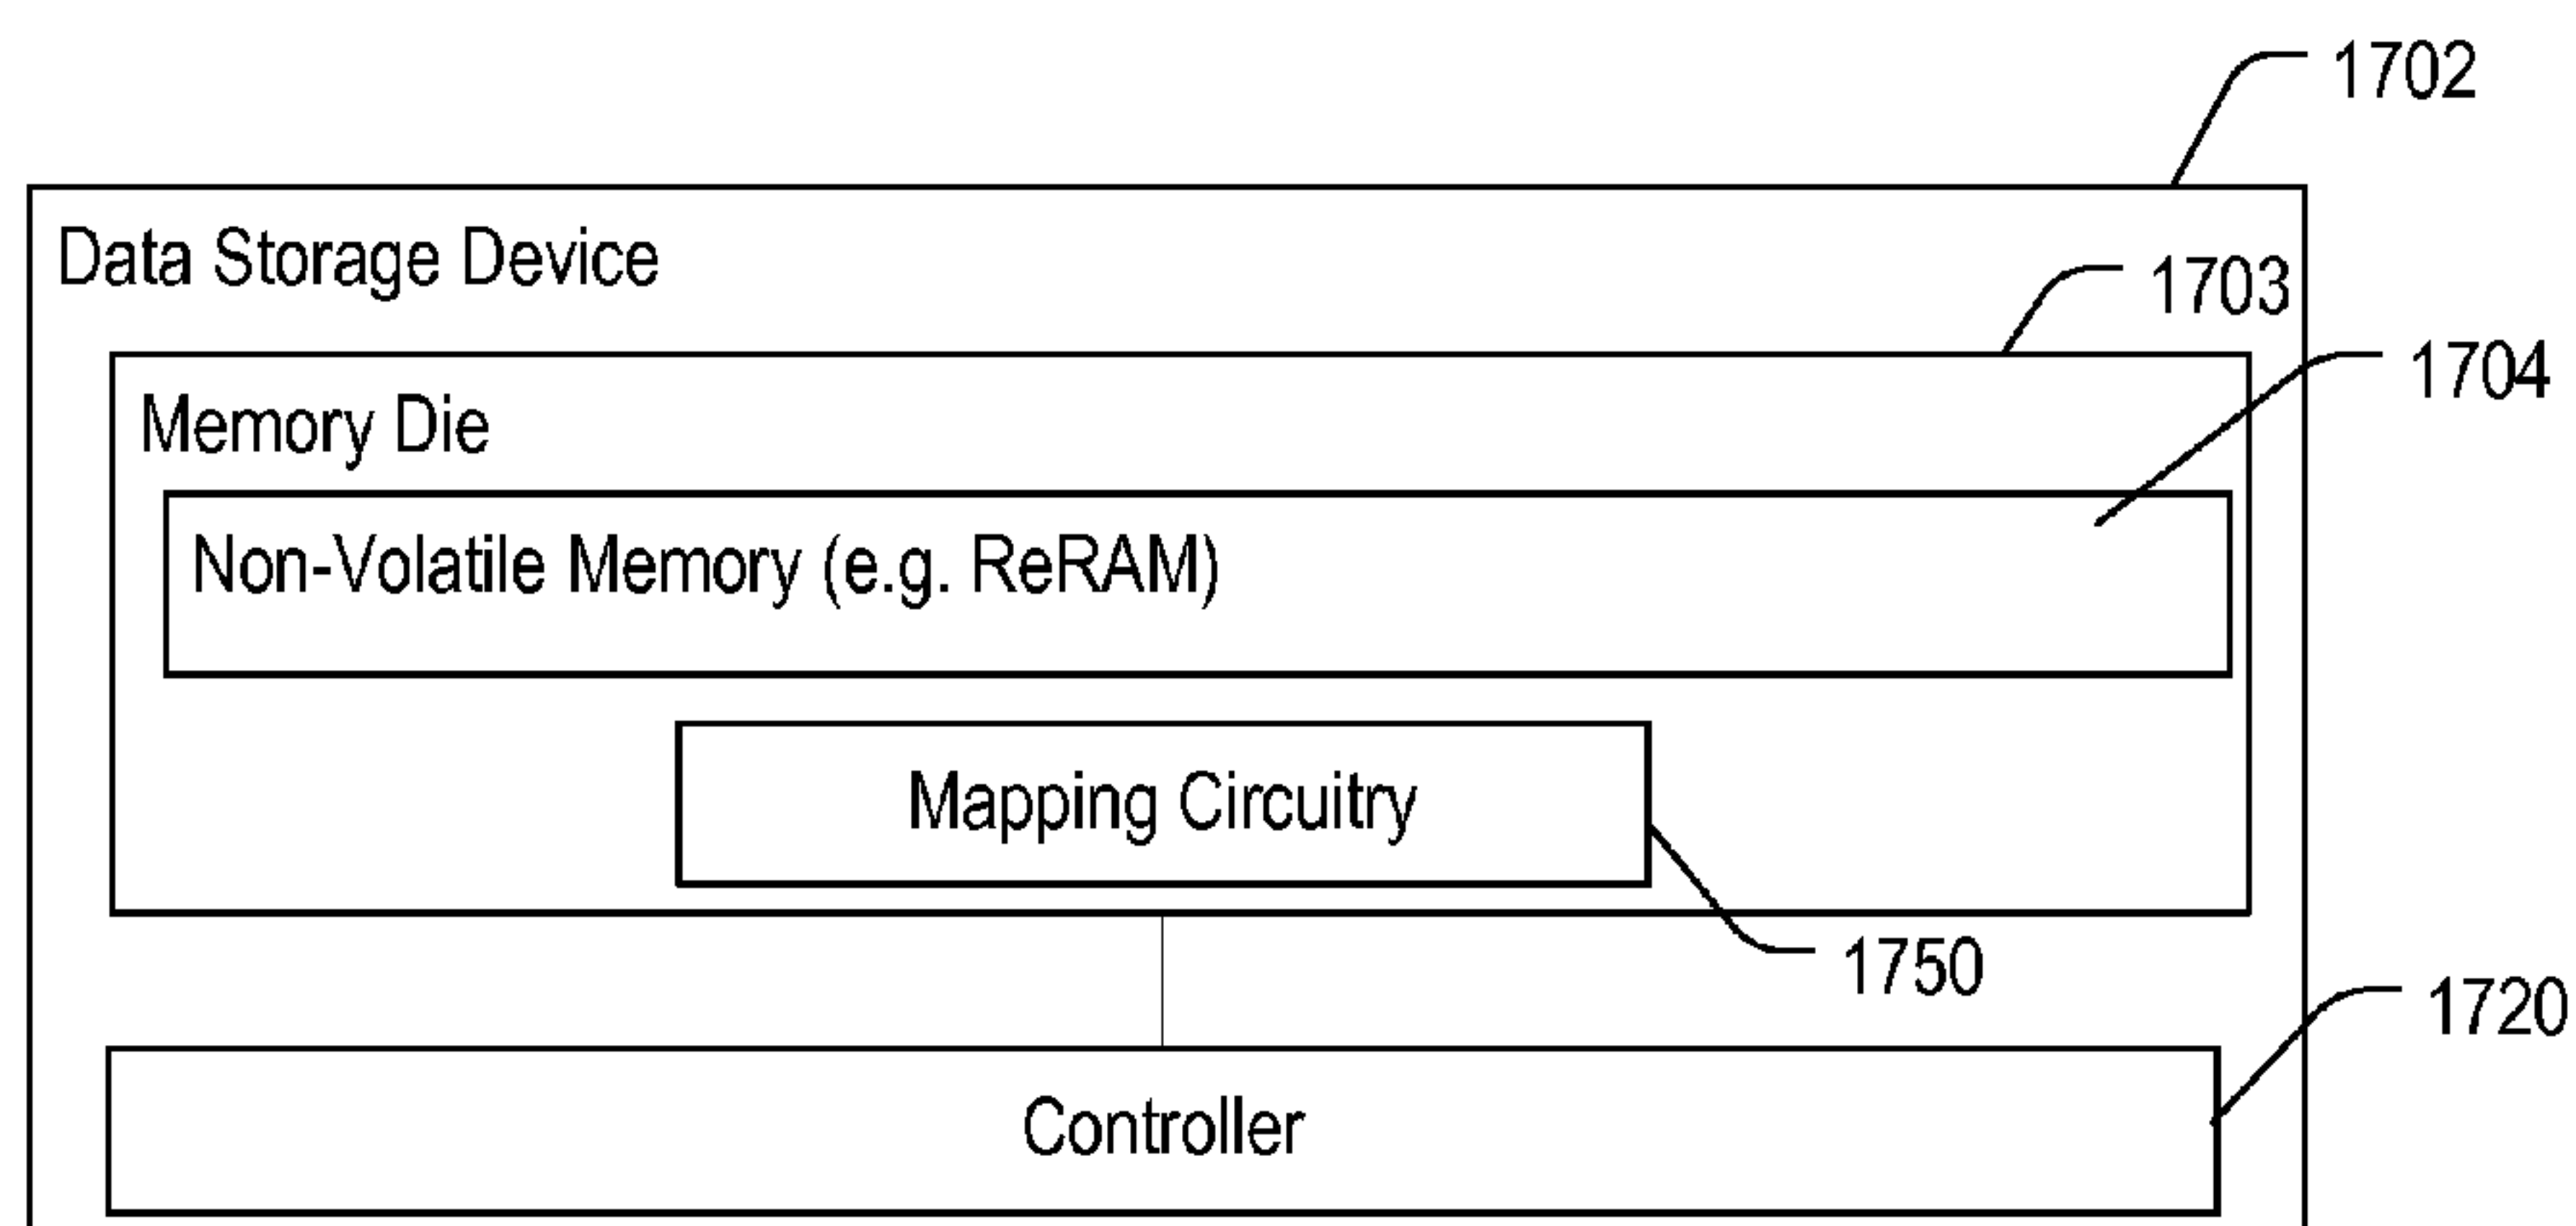 1702
Data Storage Device
1703
1704
Memory Die
Non-Volatile Memory (e.g. ReRAM)
Mapping Circuitry
1750
1720
Controller